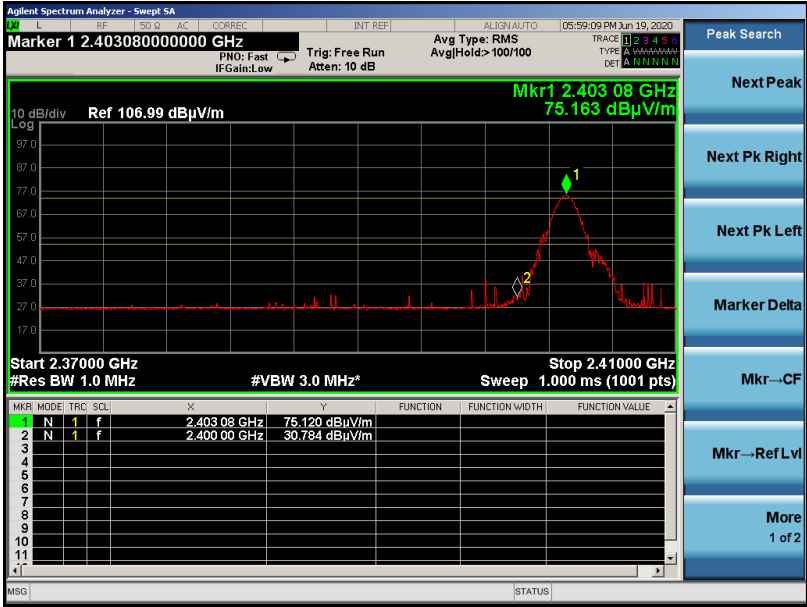 Agilent Spectrum Analyzer - Swept SA
LXI L RF 50 Ω AC CORREC INT REF ALIGNAUTO 05:59:09 PM Jun 19, 2020
Marker 1 2.403080000000 GHz
PNO: Fast
IFGain:Low
Trig: Free Run
Atten: 10 dB
Avg Type: RMS
Avg|Hold:>100/100
TRACE 1 2 3 4 5 6
TYPE A WWWWW
DET A N N N N N
Mkr1 2.403 08 GHz
75.163 dBµV/m
10 dB/div Ref 106.99 dBµV/m
Log
97.0
87.0
77.0
67.0
57.0
47.0
37.0
27.0
17.0
1
2
Start 2.37000 GHz Stop 2.41000 GHz
#Res BW 1.0 MHz #VBW 3.0 MHz* Sweep 1.000 ms (1001 pts)
MKR MODE TRC SCL X Y FUNCTION FUNCTION WIDTH FUNCTION VALUE
1 N 1 f 2.403 08 GHz 75.120 dBµV/m
2 N 1 f 2.400 00 GHz 30.784 dBµV/m
3
4
5
6
7
8
9
10
11
MSG STATUS
Peak Search
Next Peak
Next Pk Right
Next Pk Left
Marker Delta
Mkr→CF
Mkr→Ref Lvl
More
1 of 2